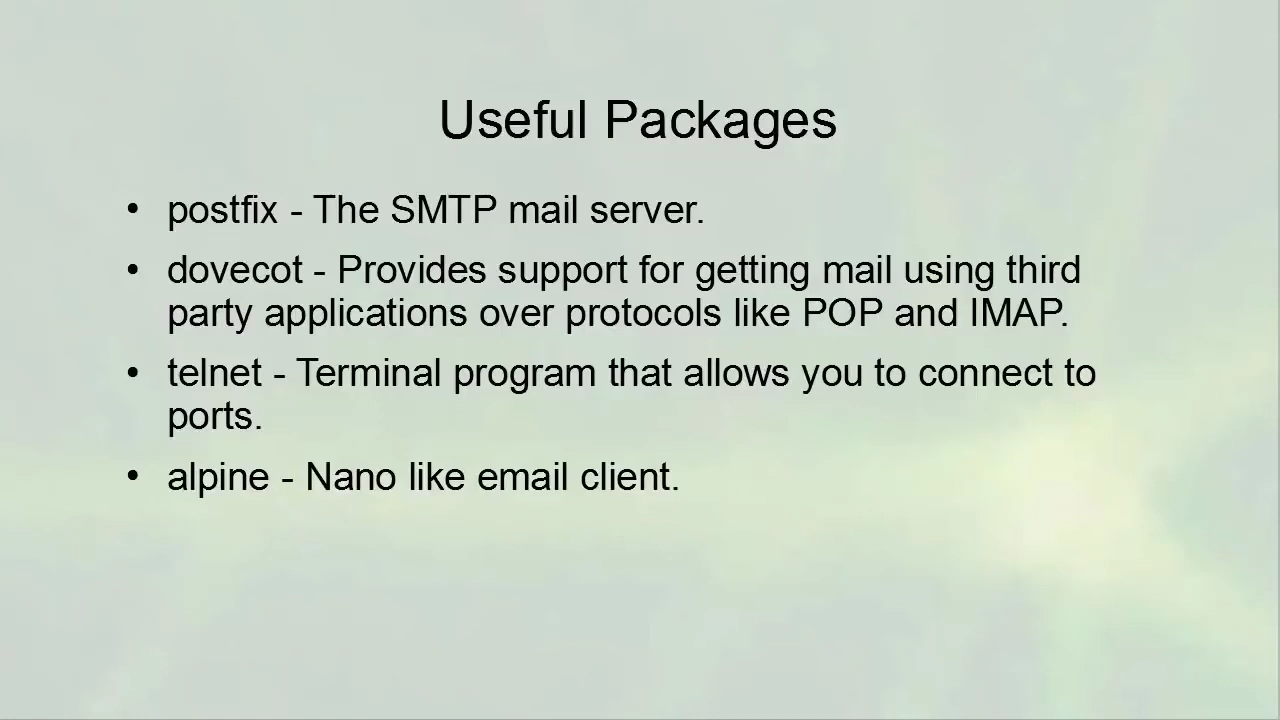 Useful Packages
• postfix - The SMTP mail server.
• dovecot - Provides support for getting mail using third
party applications over protocols like POP and IMAP.
• telnet - Terminal program that allows you to connect to
ports.
• alpine - Nano like email client.